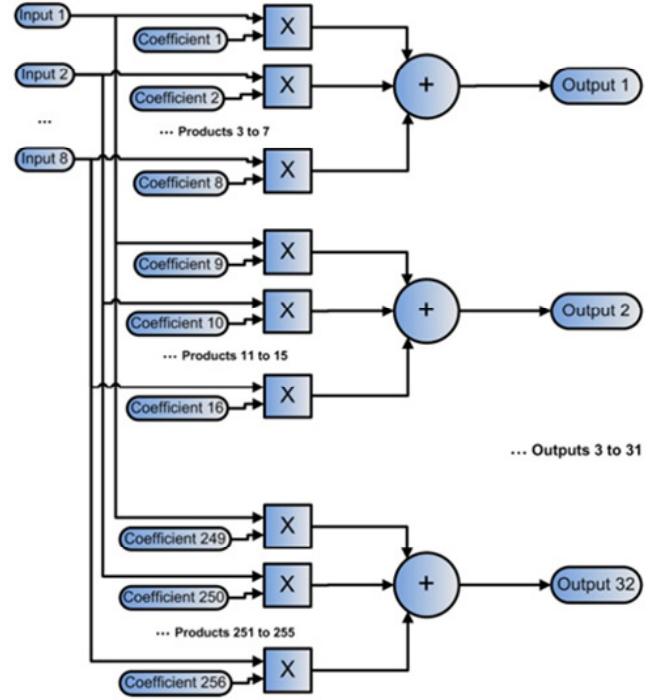 Input 1
Coefficient 1
X
Input 2
Coefficient 2
X
+
Output 1
...
... Products 3 to 7
Input 8
Coefficient 8
X
Coefficient 9
X
Coefficient 10
X
+
Output 2
... Products 11 to 15
Coefficient 16
X
... Outputs 3 to 31
Coefficient 249
X
Coefficient 250
X
+
Output 32
... Products 251 to 255
Coefficient 256
X